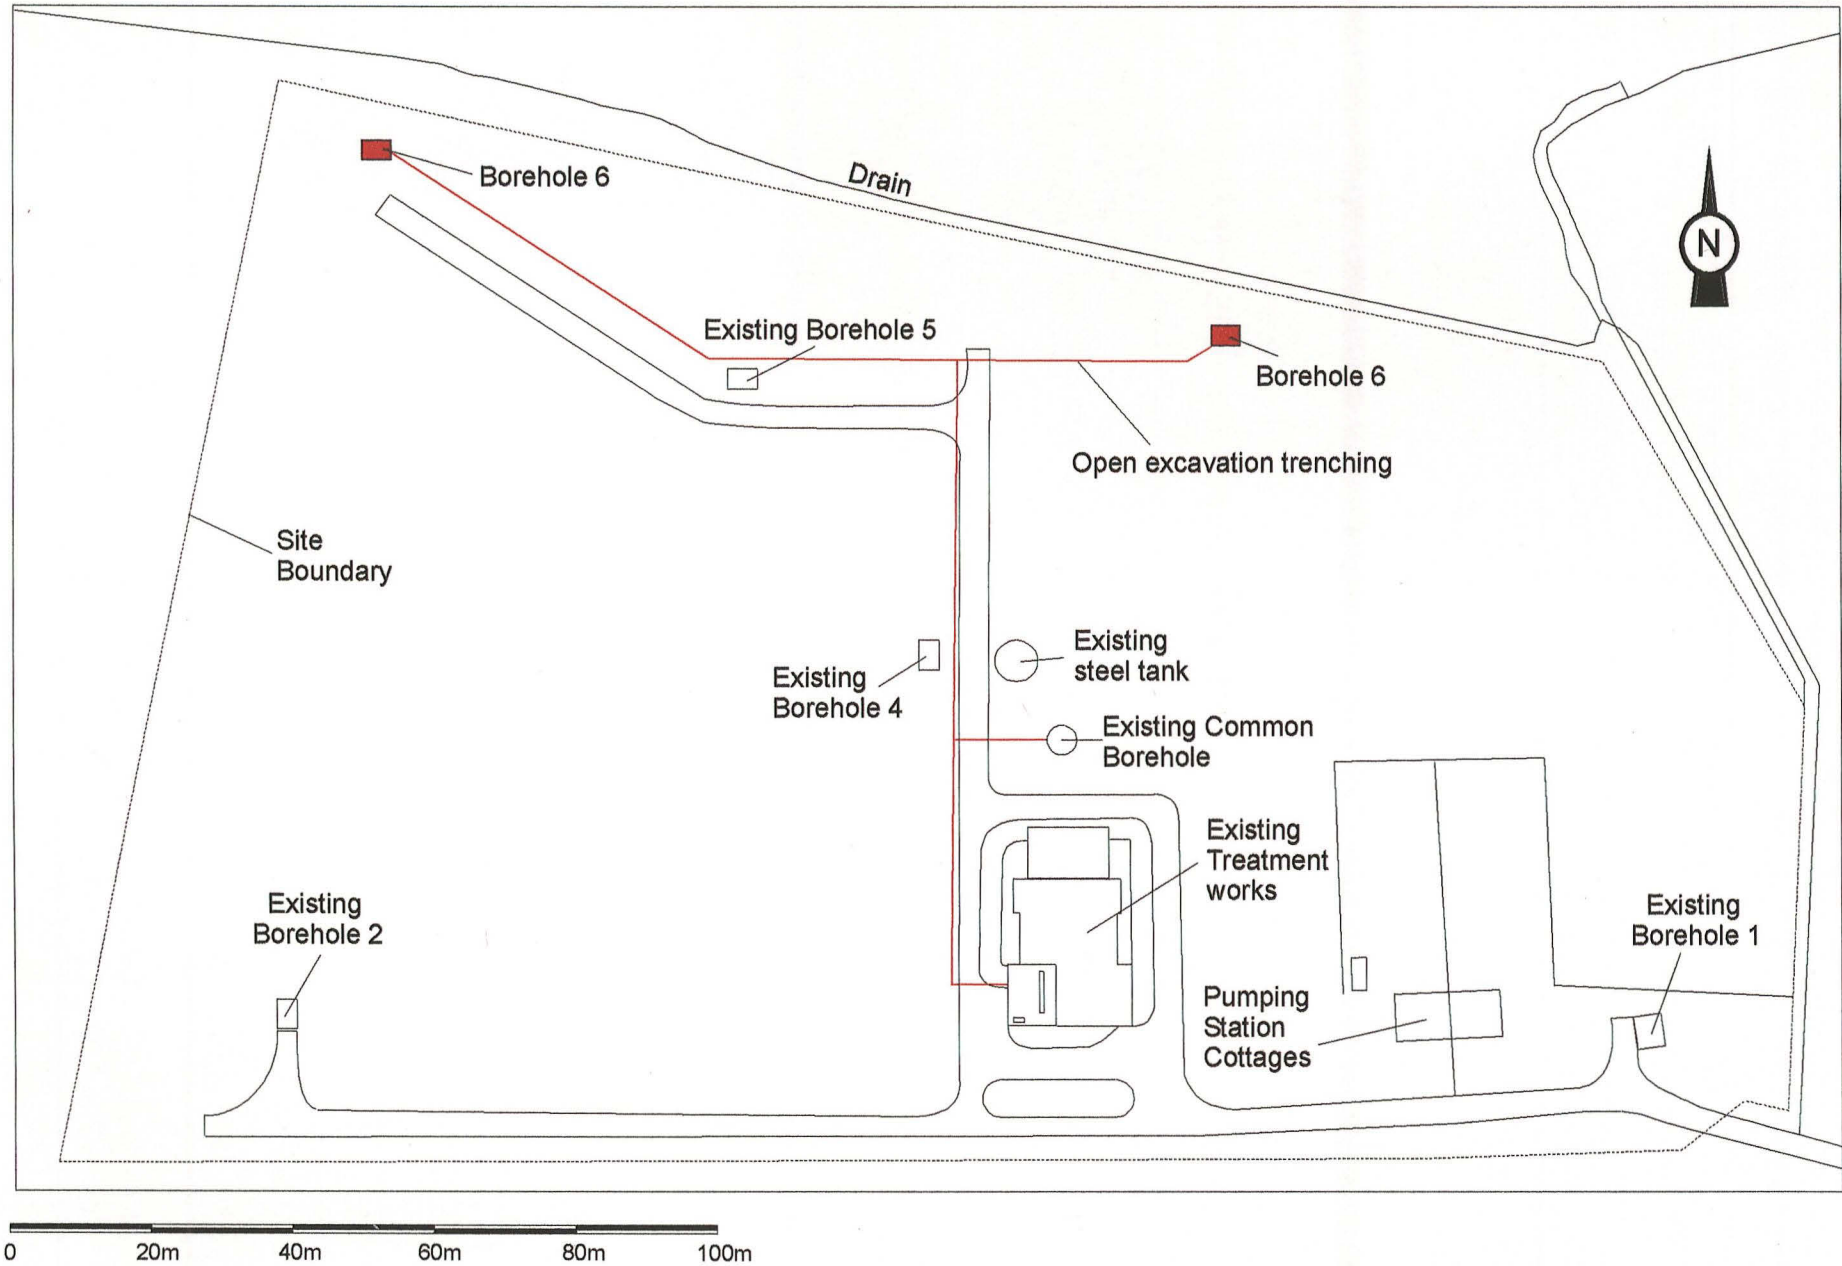 Drain
Borehole 6
N
Existing Borehole 5
Borehole 6
Open excavation trenching
Site
Boundary
Existing
steel tank
Existing
Borehole 4
Existing Common
Borehole
Existing
Treatment
works
Existing
Borehole 2
Existing
Borehole 1
Pumping
Station
Cottages
0
20m
40m
60m
80m
100m